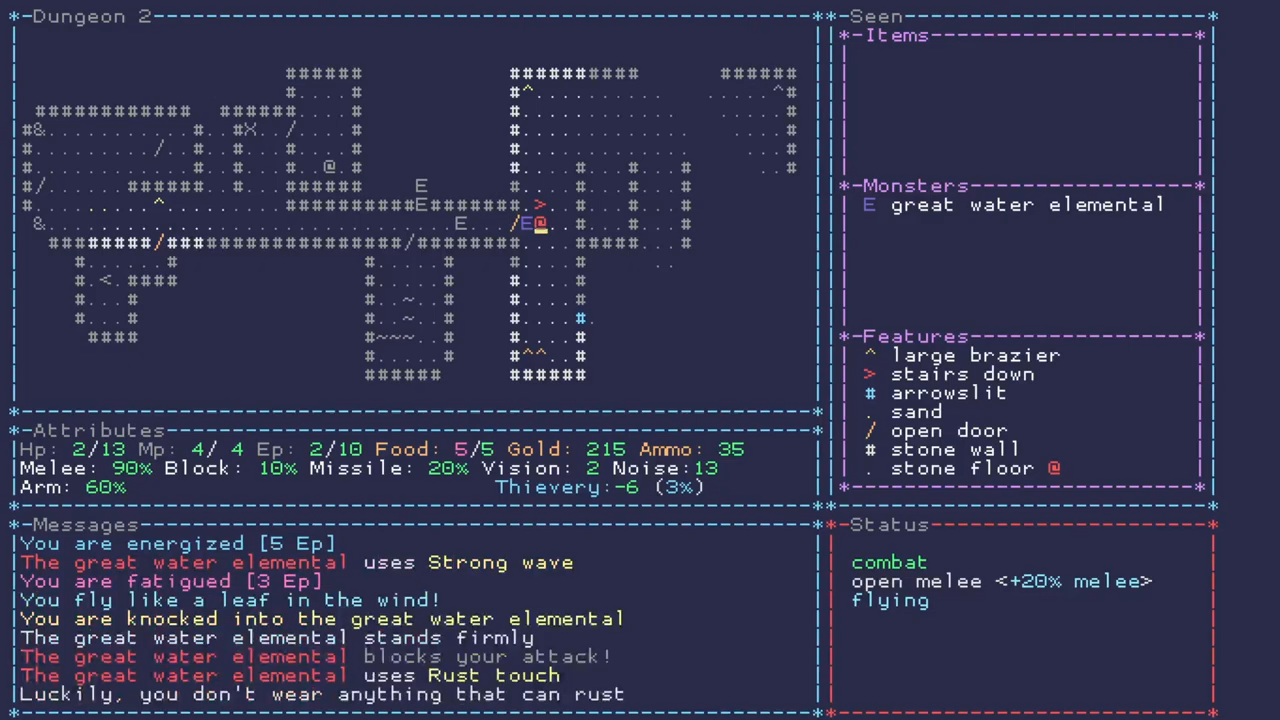 Dungeon 2
Seen
Items
Monsters
E great water elemental
Features
^ large brazier
> stairs down
# arrowslit
. sand
/ open door
# stone wall
. stone floor @
Attributes
Hp: 2/13 Mp: 4/ 4 Ep: 2/10 Food: 5/5 Gold: 215 Ammo: 35
Melee: 90% Block: 10% Missile: 20% Vision: 2 Noise:13
Arm: 60% Thievery:-6 (3%)
Messages
You are energized [5 Ep]
The great water elemental uses Strong wave
You are fatigued [3 Ep]
You fly like a leaf in the wind!
You are knocked into the great water elemental
The great water elemental stands firmly
The great water elemental blocks your attack!
The great water elemental uses Rust touch
Luckily, you don't wear anything that can rust
Status
combat
open melee <+20% melee>
flying